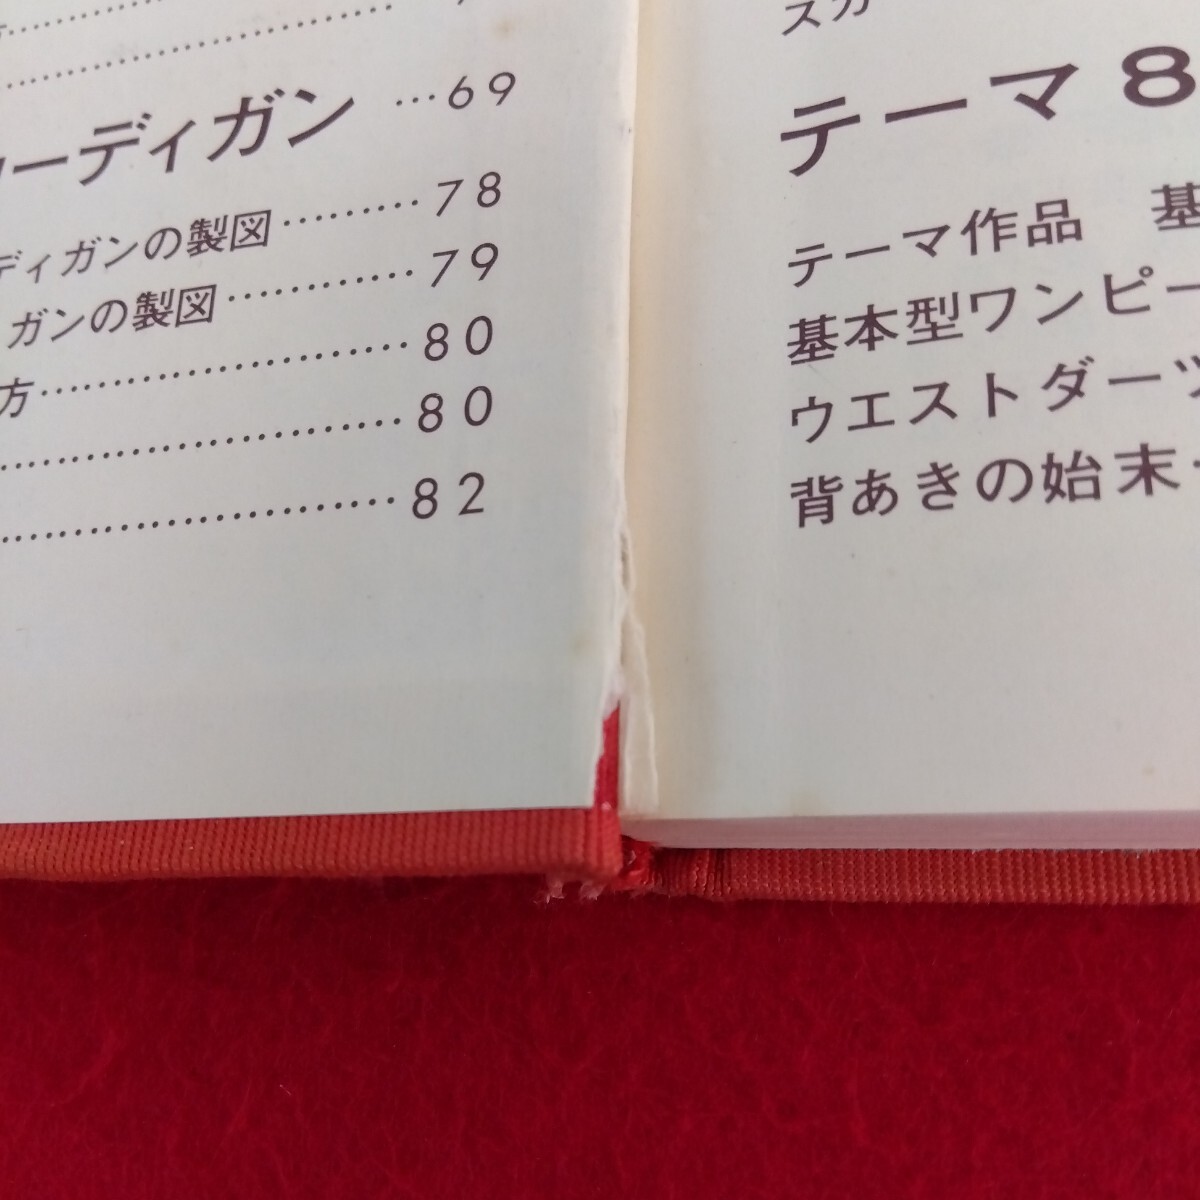 ーディガン …69
ディガンの製図………78
ガンの製図…………79
方…………………80
…………………80
…………………82
スカ
テーマ 8
テーマ作品 基
基本型ワンピー
ウエストダーツ
背あきの始末